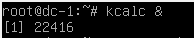 root@dc-1:~# kcalc &
[1] 22416